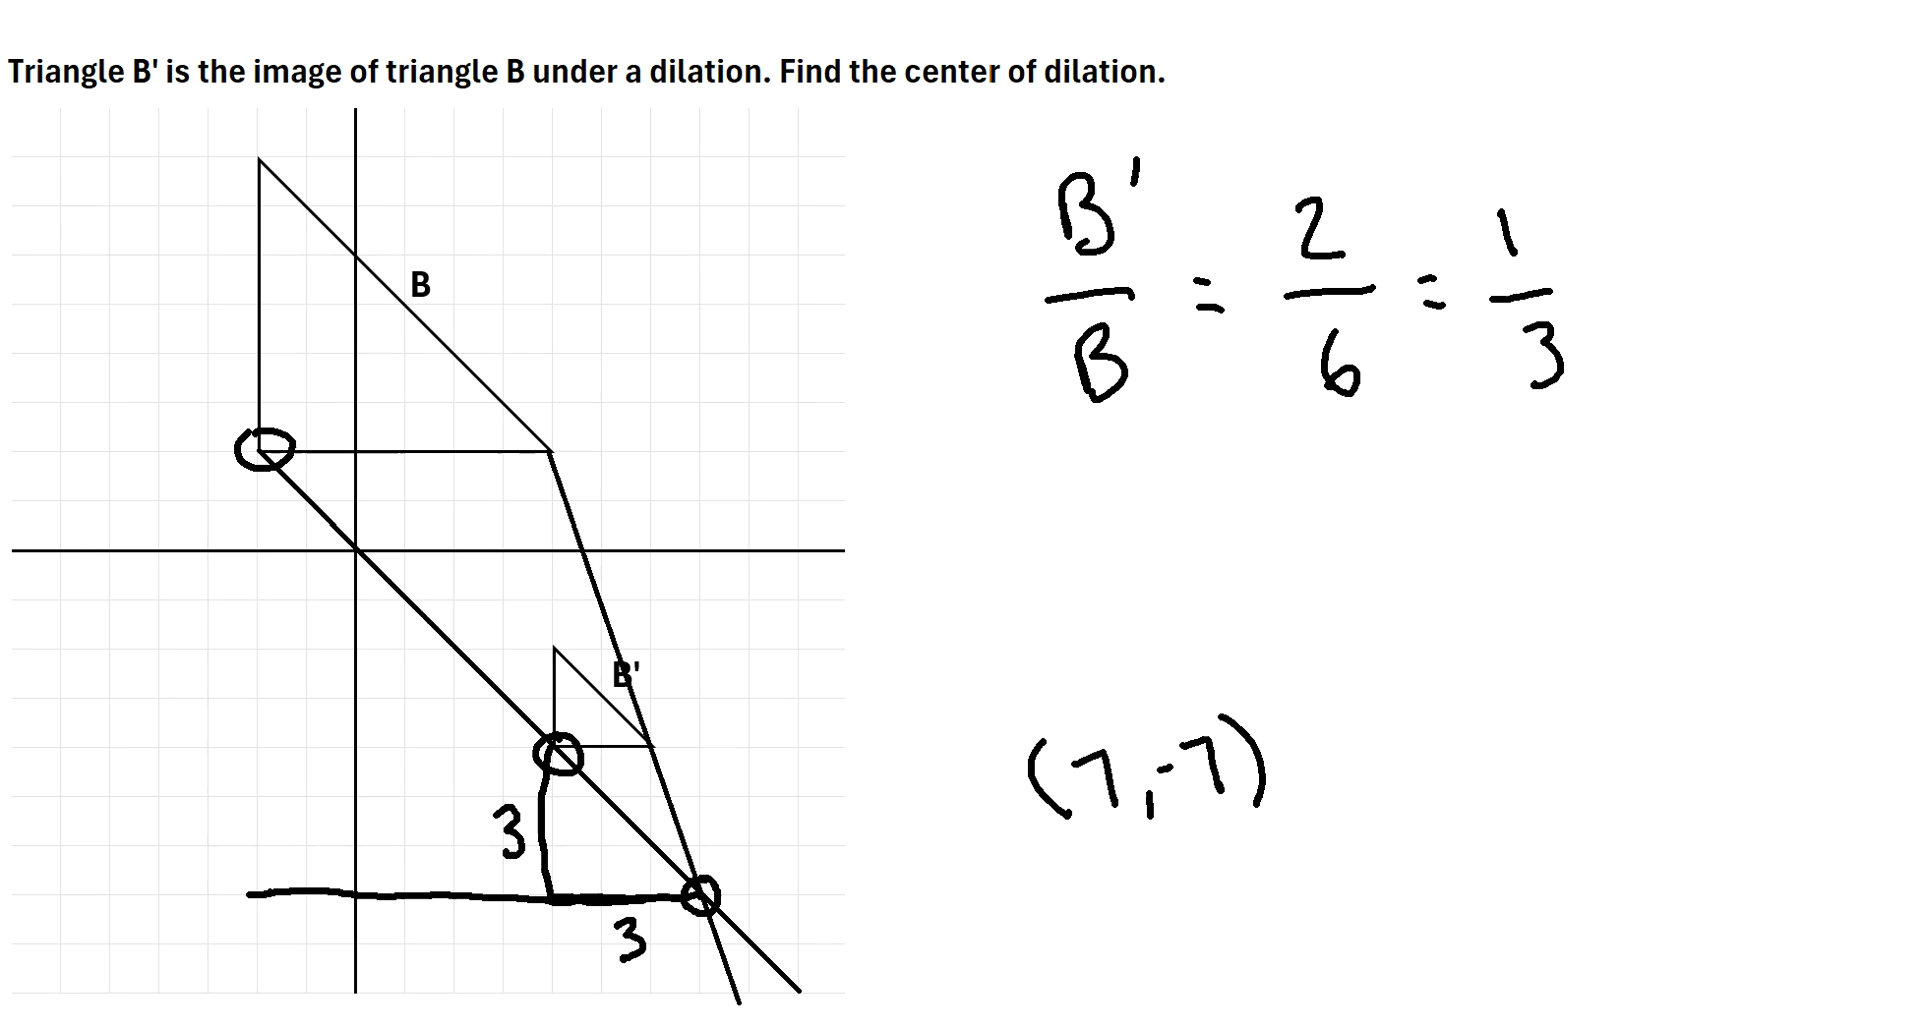 Triangle B' is the image of triangle B under a dilation. Find the center of dilation.
B'/B = 2/6 = 1/3
B
B'
(7,-7)
3
3